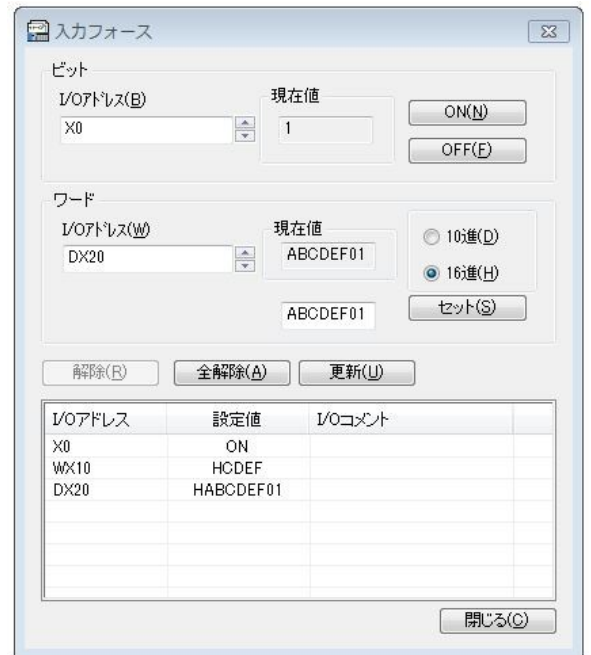 入力フォース
ビット
I/Oアドレス(B)
現在値
X0
1
ON(N)
OFF(F)
ワード
I/Oアドレス(W)
現在値
DX20
ABCDEF01
10進(D)
16進(H)
ABCDEF01
セット(S)
解除(R)
全解除(A)
更新(U)
I/Oアドレス 設定値 I/Oコメント
X0 ON
WX10 HCDEF
DX20 HABCDEF01
閉じる(C)